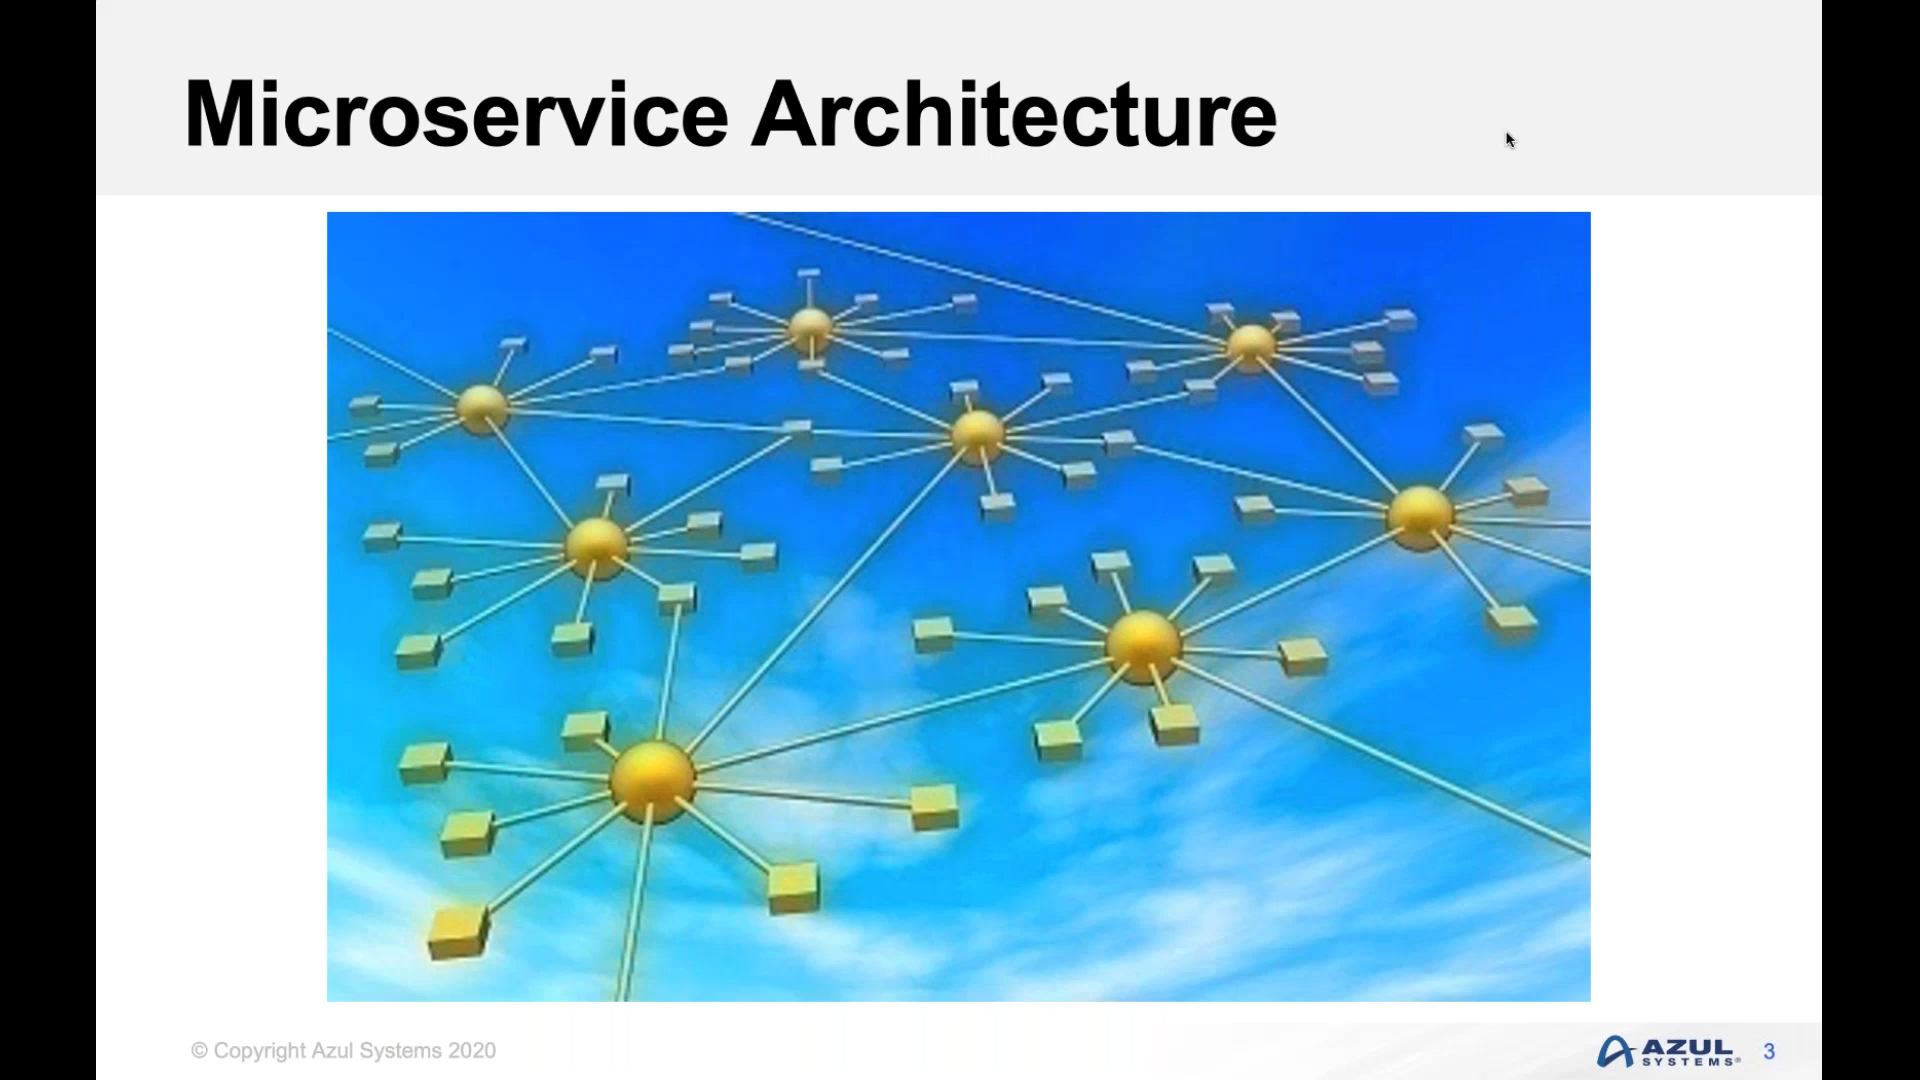 Microservice Architecture
© Copyright Azul Systems 2020
AZUL
SYSTEMS®
3